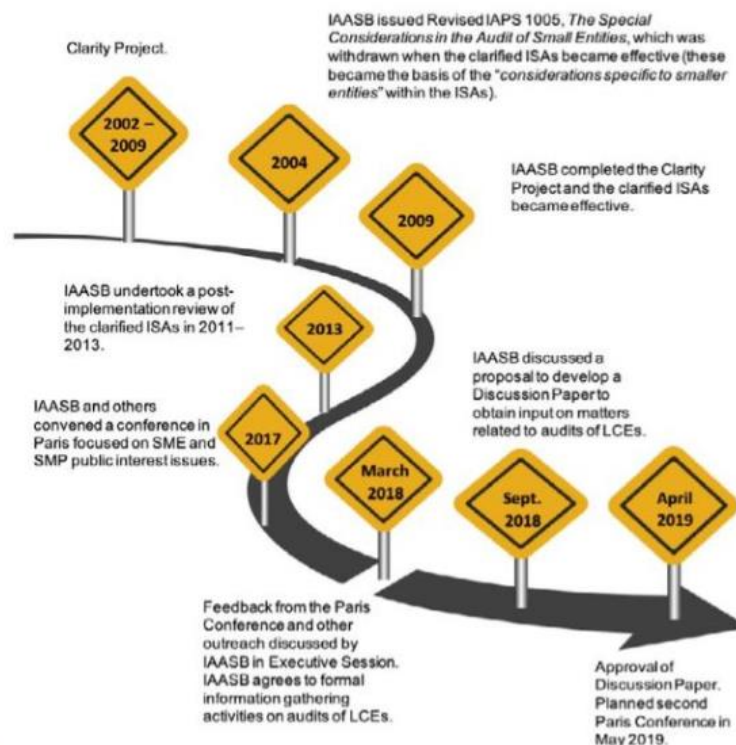 Clarity Project.
IAASB issued Revised IAPS 1005, The Special
Considerations in the Audit of Small Entities, which was
withdrawn when the clarified ISAs became effective (these
became the basis of the "considerations specific to smaller
entities" within the ISAs).
2002 –
2009
2004
2009
IAASB completed the Clarity
Project and the clarified ISAs
became effective.
IAASB undertook a post-
implementation review of
the clarified ISAs in 2011–
2013.
2013
IAASB and others
convened a conference in
Paris focused on SME and
SMP public interest issues.
2017
IAASB discussed a
proposal to develop a
Discussion Paper to
obtain input on matters
related to audits of LCEs.
March
2018
Sept.
2018
April
2019
Feedback from the Paris
Conference and other
outreach discussed by
IAASB in Executive Session.
IAASB agrees to formal
information gathering
activities on audits of LCEs.
Approval of
Discussion Paper.
Planned second
Paris Conference in
May 2019.